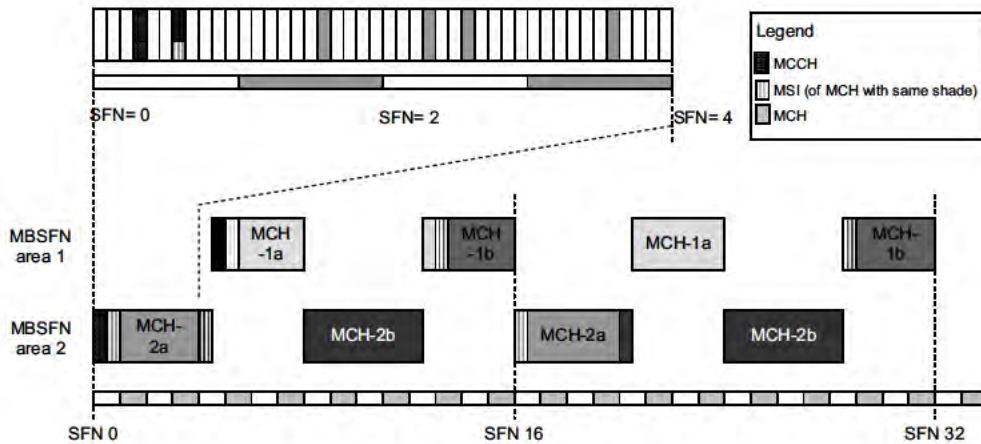 Legend
MCCH
MSI (of MCH with same shade)
MCH
SFN= 0
SFN= 2
SFN= 4
MBSFN
area 1
MCH
-1a
MCH
-1b
MCH-1a
MCH-
1b
MBSFN
area 2
MCH-
2a
MCH-2b
MCH-2a
MCH-2b
SFN 0
SFN 16
SFN 32